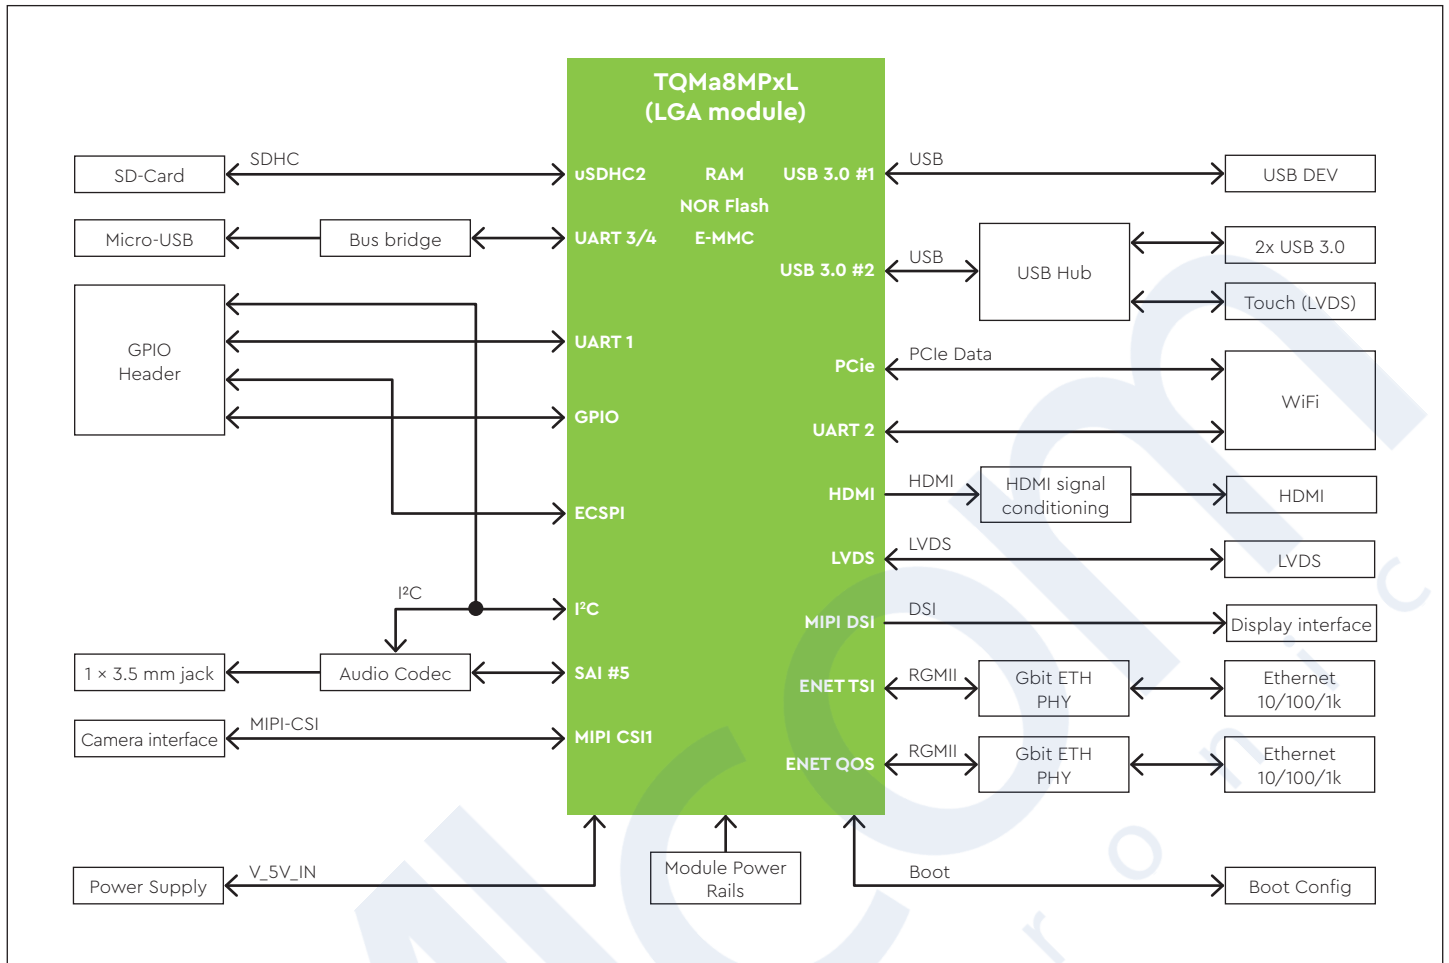 TQMa8MPxL
(LGA module)
SDHC
SD-Card
uSDHC2
RAM
USB 3.0 #1
USB
USB DEV
NOR Flash
Micro-USB
Bus bridge
UART 3/4
E-MMC
USB 3.0 #2
USB
USB Hub
2x USB 3.0
Touch (LVDS)
GPIO
Header
UART 1
GPIO
ECSPI
PCie
PCIe Data
WiFi
UART 2
HDMI
HDMI
HDMI signal
conditioning
HDMI
LVDS
LVDS
LVDS
I²C
I²C
MIPI DSI
DSI
Display interface
1 × 3.5 mm jack
Audio Codec
SAI #5
ENET TSI
RGMII
Gbit ETH
PHY
Ethernet
10/100/1k
MIPI-CSI
Camera interface
MIPI CSI1
ENET QOS
RGMII
Gbit ETH
PHY
Ethernet
10/100/1k
V_5V_IN
Power Supply
Module Power
Rails
Boot
Boot Config